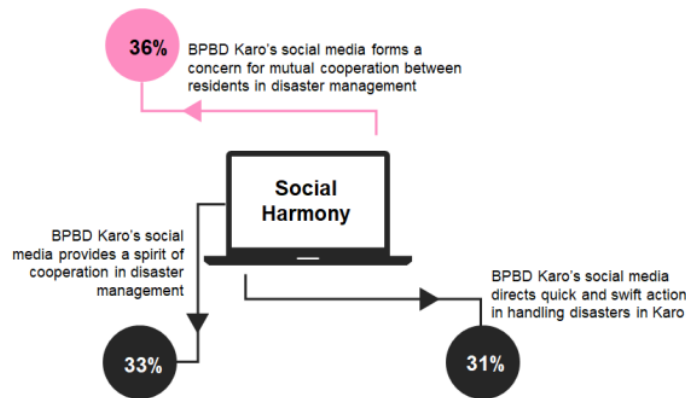 36%
BPBD Karo's social media forms a
concern for mutual cooperation between
residents in disaster management
Social
Harmony
BPBD Karo's social
media provides a spirit of
cooperation in disaster
management
33%
BPBD Karo's social media
directs quick and swift action
in handling disasters in Karo
31%